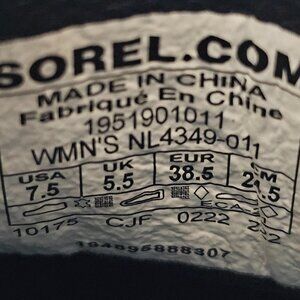 SOREL.COM
MADE IN CHINA
Fabriqué En Chine
1951901011
WMN'S NL4349-011
USA UK EUR
7.5 5.5 38.5
10175 CJF 0222